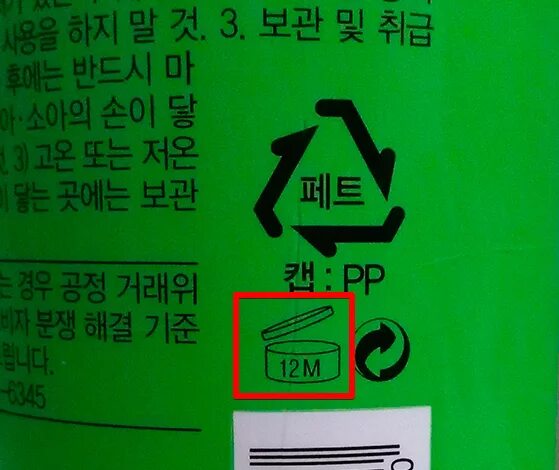 사용을 하지 말 것. 3. 보관 및 취급
후에는 반드시 마
아·소아의 손이 닿
3) 고온 또는 저온
닿는 곳에는 보관
페트
캡 : PP
는 경우 공정 거래위
비자 분쟁 해결 기준
드립니다.
-6345
12M